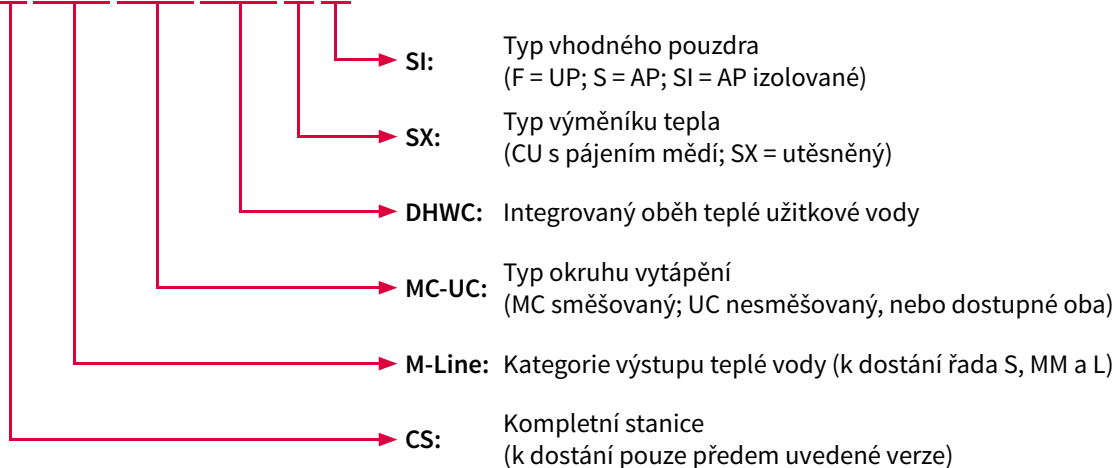 SI: Typ vhodného pouzdra
(F = UP; S = AP; SI = AP izolované)
SX: Typ výměníku tepla
(CU s pájením mědí; SX = utěsněný)
DHWC: Integrovaný oběh teplé užitkové vody
MC-UC: Typ okruhu vytápění
(MC směšovaný; UC nesměšovaný, nebo dostupné oba)
M-Line: Kategorie výstupu teplé vody (k dostání řada S, MM a L)
CS: Kompletní stanice
(k dostání pouze předem uvedené verze)